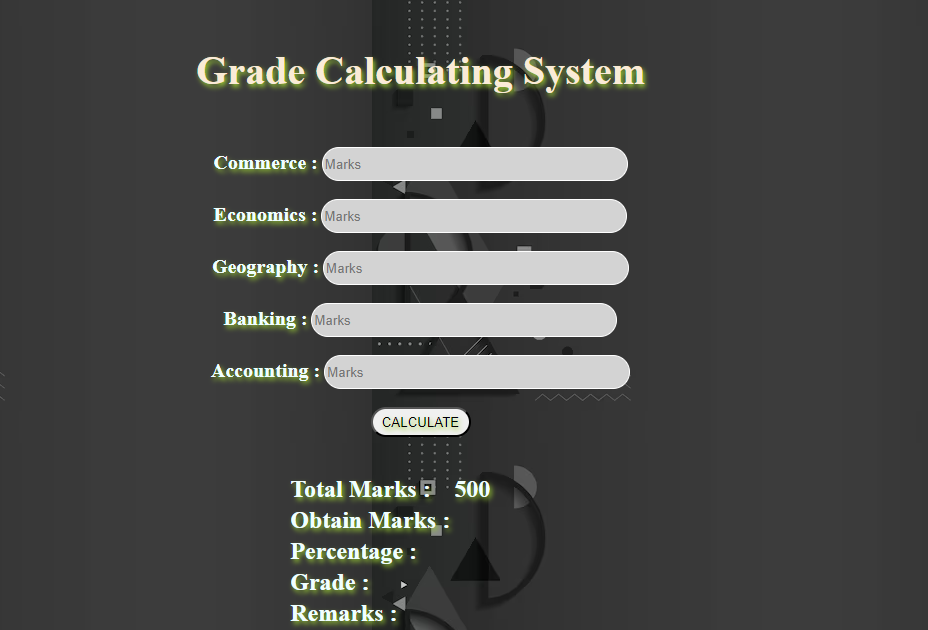 Grade Calculating System
Commerce : Marks
Economics : Marks
Geography : Marks
Banking : Marks
Accounting : Marks
CALCULATE
Total Marks : 500
Obtain Marks :
Percentage :
Grade :
Remarks :